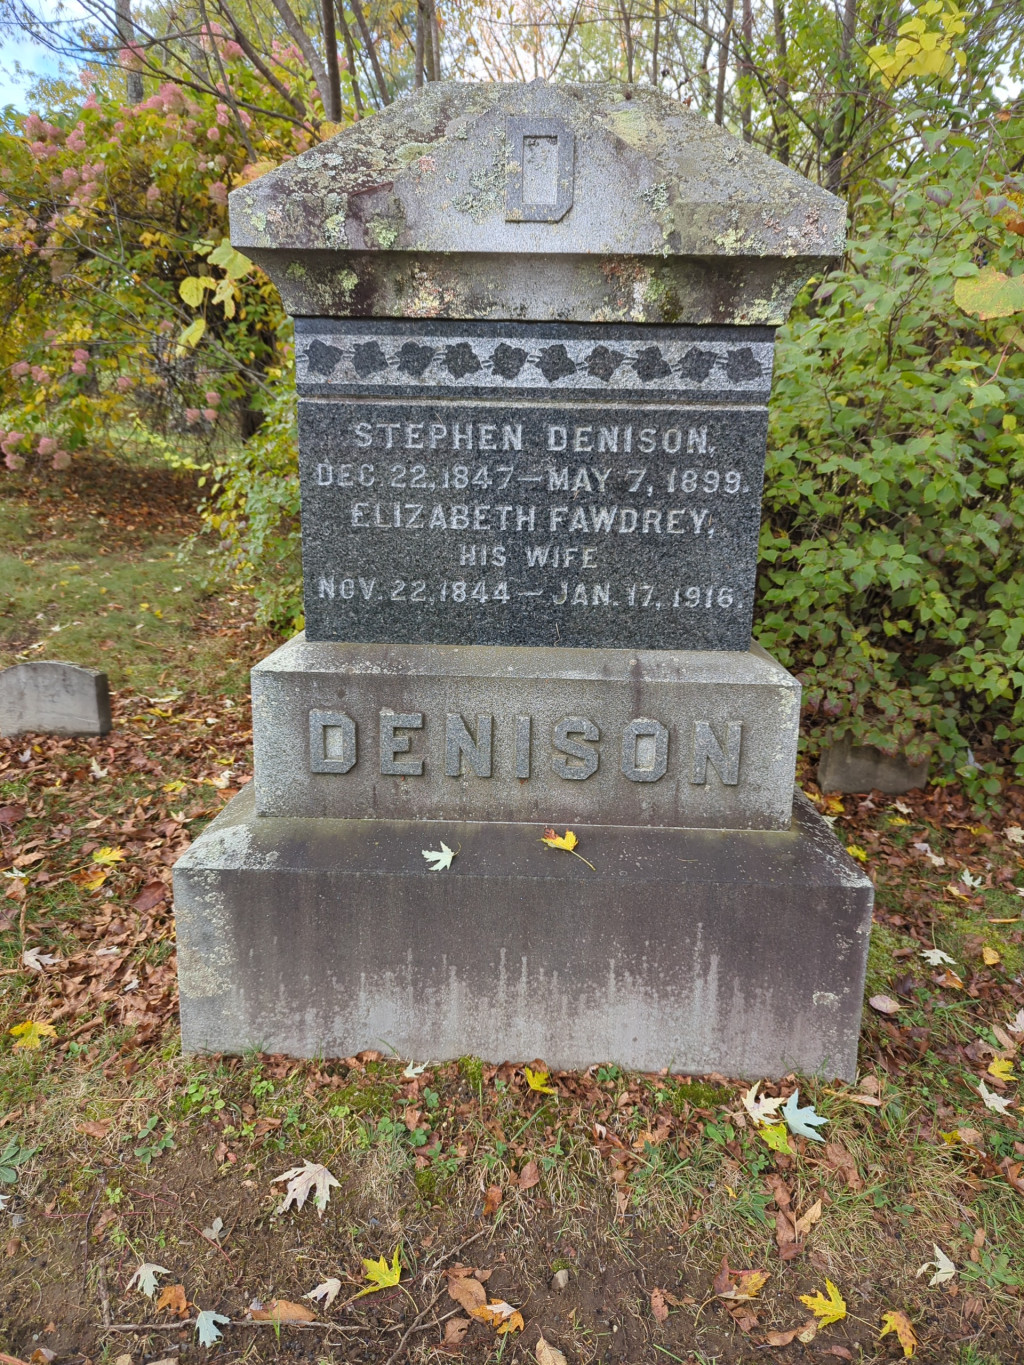 D
STEPHEN DENISON,
DEC. 22, 1847—MAY 7, 1899.
ELIZABETH FAWDREY,
HIS WIFE
NOV. 22, 1844—JAN. 17, 1916.
DENISON